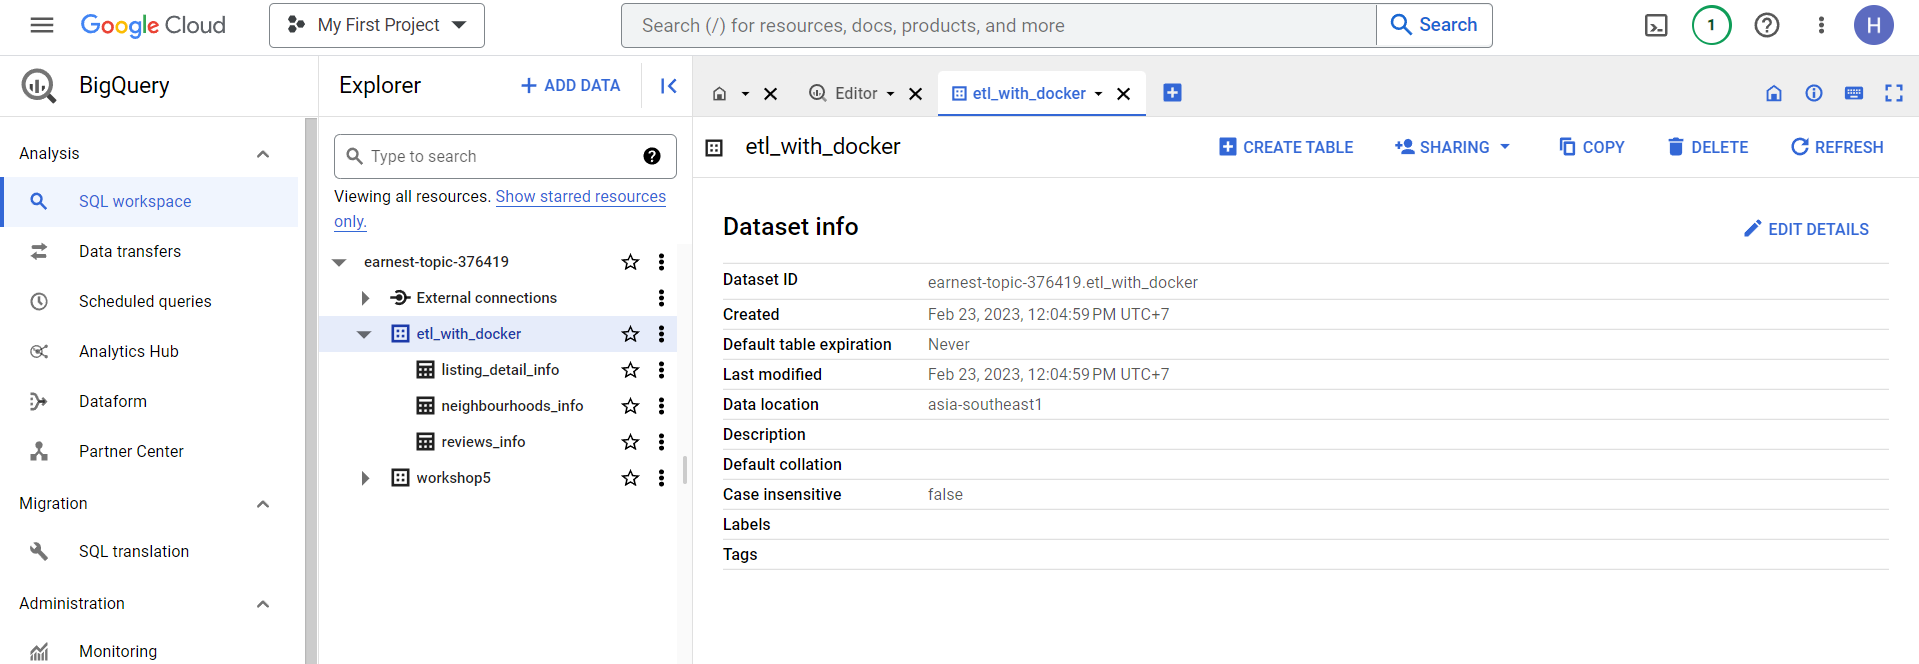 Google Cloud
My First Project
Search (/) for resources, docs, products, and more
Search
1
H
BigQuery
Analysis
SQL workspace
Data transfers
Scheduled queries
Analytics Hub
Dataform
Partner Center
Migration
SQL translation
Administration
Monitoring
Explorer
ADD DATA
Type to search
Viewing all resources. Show starred resources
only.
earnest-topic-376419
External connections
etl_with_docker
listing_detail_info
neighbourhoods_info
reviews_info
workshop5
Editor
etl_with_docker
etl_with_docker
CREATE TABLE
SHARING
COPY
DELETE
REFRESH
Dataset info
EDIT DETAILS
Dataset ID earnest-topic-376419.etl_with_docker
Created Feb 23, 2023, 12:04:59 PM UTC+7
Default table expiration Never
Last modified Feb 23, 2023, 12:04:59 PM UTC+7
Data location asia-southeast1
Description
Default collation
Case insensitive false
Labels
Tags